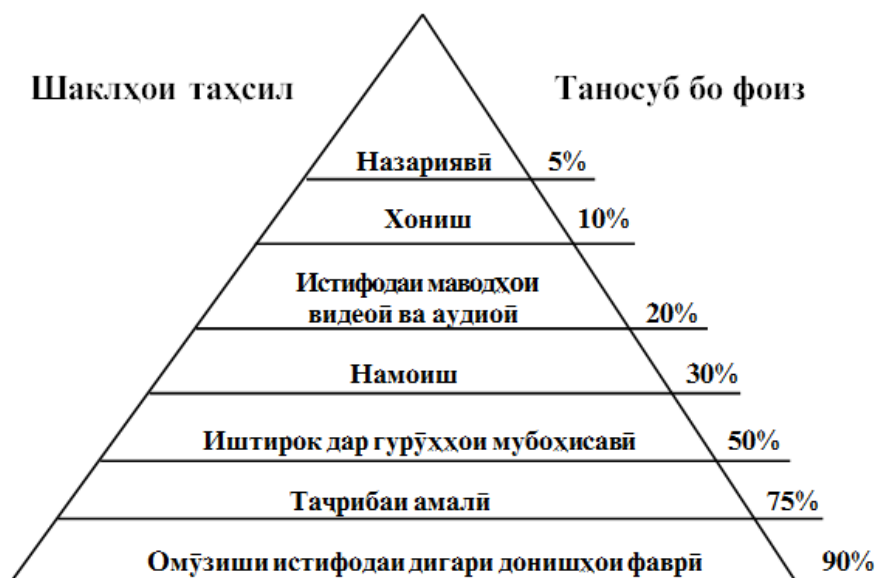 Шаклҳои таҳсил
Таносуб бо фоиз
Назариявӣ 5%
Хониш 10%
Истифодаи маводҳои
видеоӣ ва аудиоӣ 20%
Намоиш 30%
Иштирок дар гурӯҳҳои мубоҳисавӣ 50%
Таҷрибаи амалӣ 75%
Омӯзиши истифодаи дигари донишҳои фаврӣ 90%